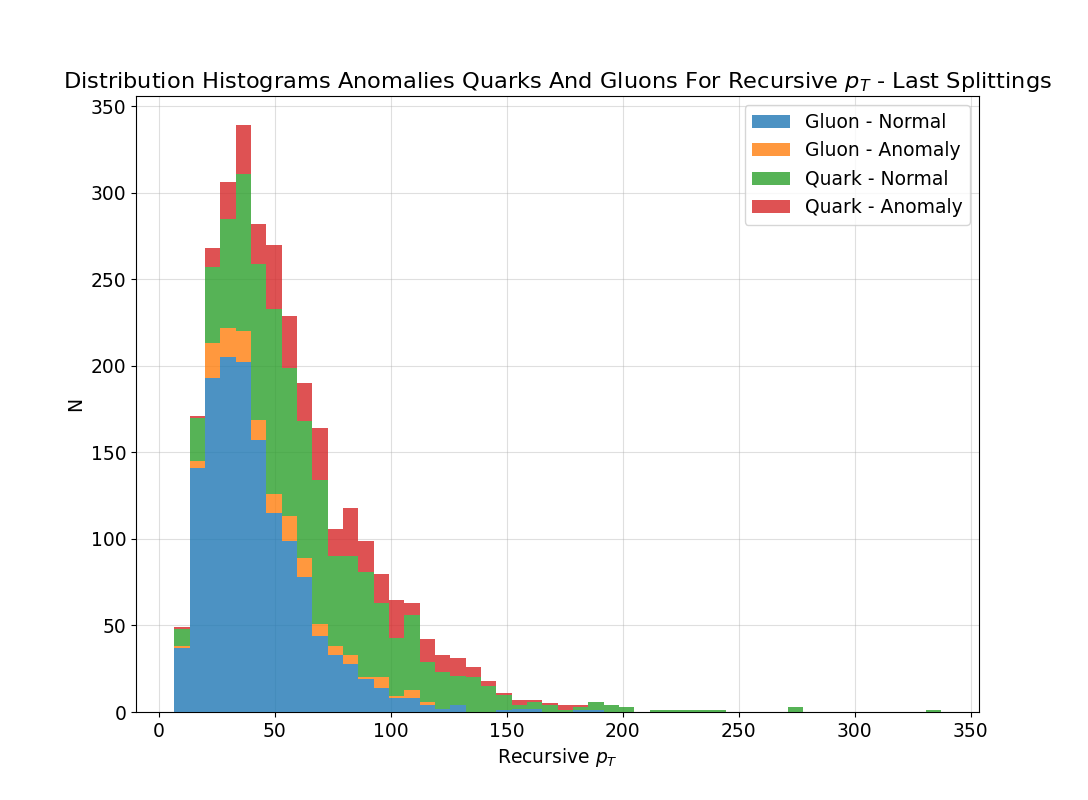 Distribution Histograms Anomalies Quarks And Gluons For Recursive $p_T$ - Last Splittings
Gluon - Normal
Gluon - Anomaly
Quark - Normal
Quark - Anomaly
350
300
250
200
150
100
50
0
N
0 50 100 150 200 250 300 350
Recursive $p_T$